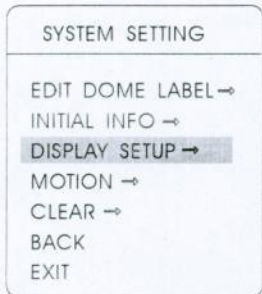 SYSTEM SETTING
EDIT DOME LABEL→
INITIAL INFO →
DISPLAY SETUP →
MOTION →
CLEAR →
BACK
EXIT